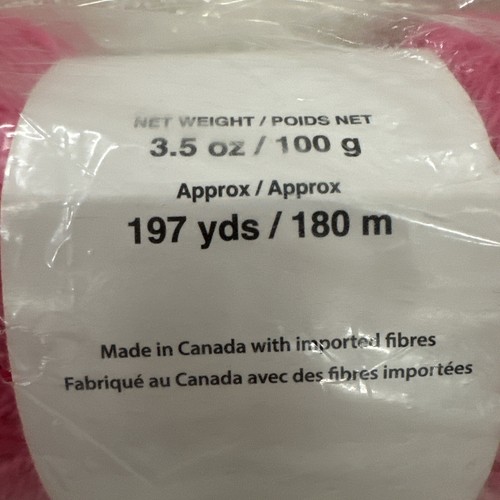 NET WEIGHT / POIDS NET
3.5 oz / 100 g
Approx / Approx
197 yds / 180 m
Made in Canada with imported fibres
Fabriqué au Canada avec des fibres importées